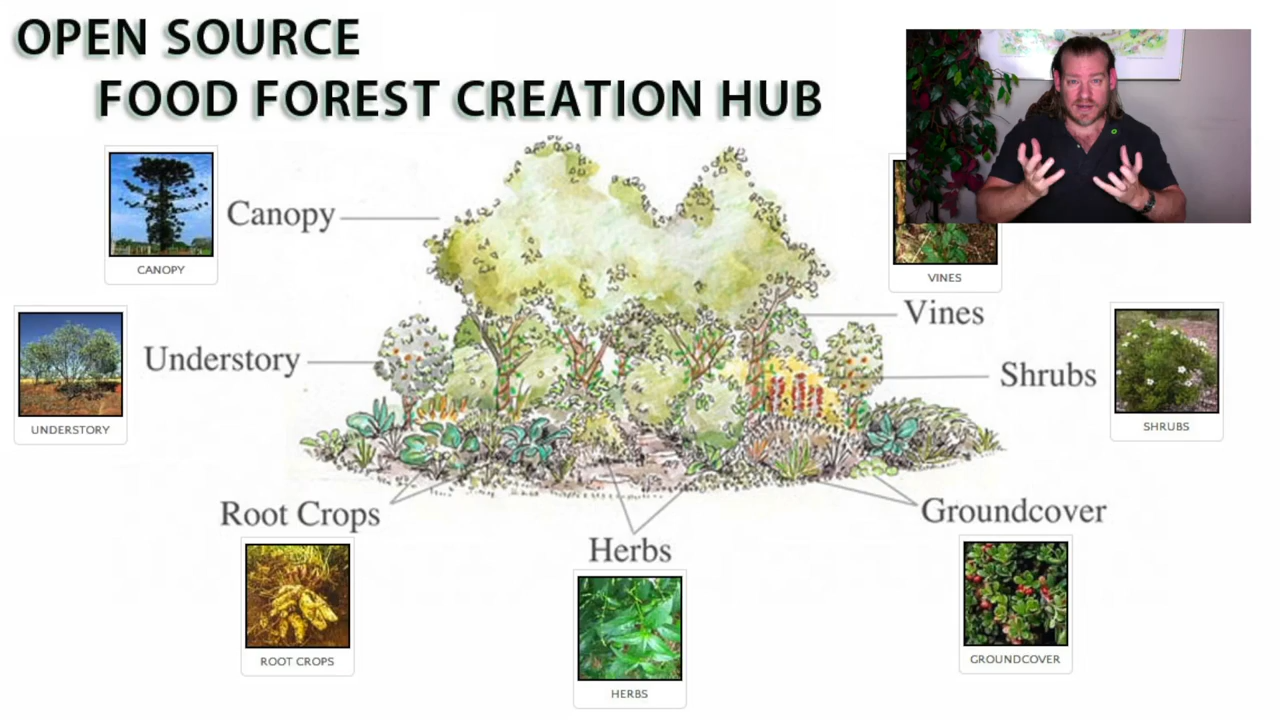 OPEN SOURCE
FOOD FOREST CREATION HUB
Canopy
CANOPY
VINES
Vines
Understory
UNDERSTORY
Shrubs
SHRUBS
Root Crops
ROOT CROPS
Herbs
HERBS
Groundcover
GROUNDCOVER